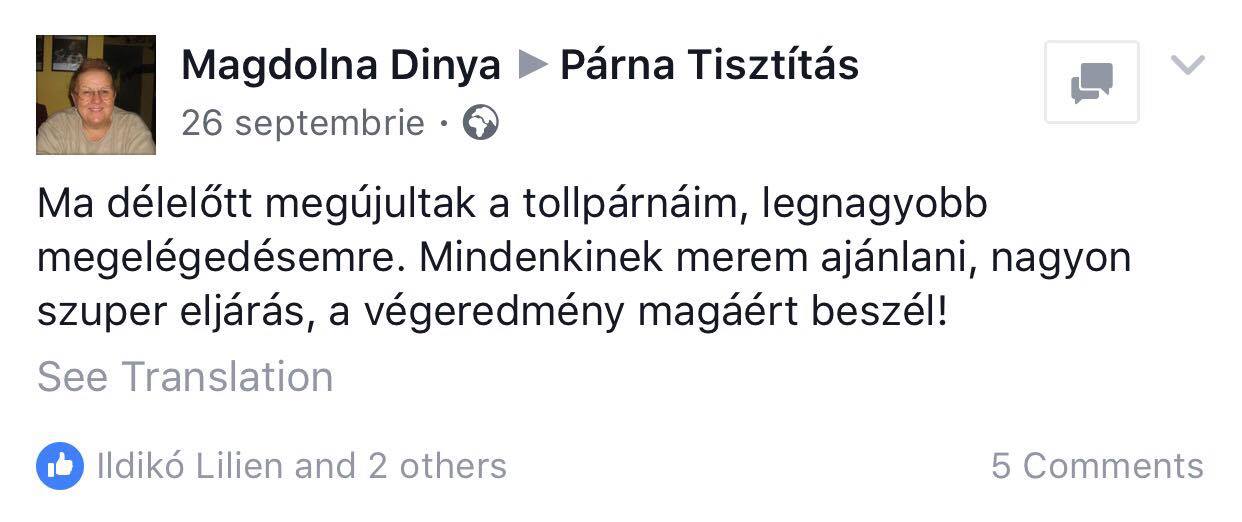 Magdolna Dinya ▶ Párna Tisztítás
26 septembrie ·
Ma délelőtt megújultak a tollpárnáim, legnagyobb
megelégedésemre. Mindenkinek merem ajánlani, nagyon
szuper eljárás, a végeredmény magáért beszél!
See Translation
Ildikó Lilien and 2 others 5 Comments